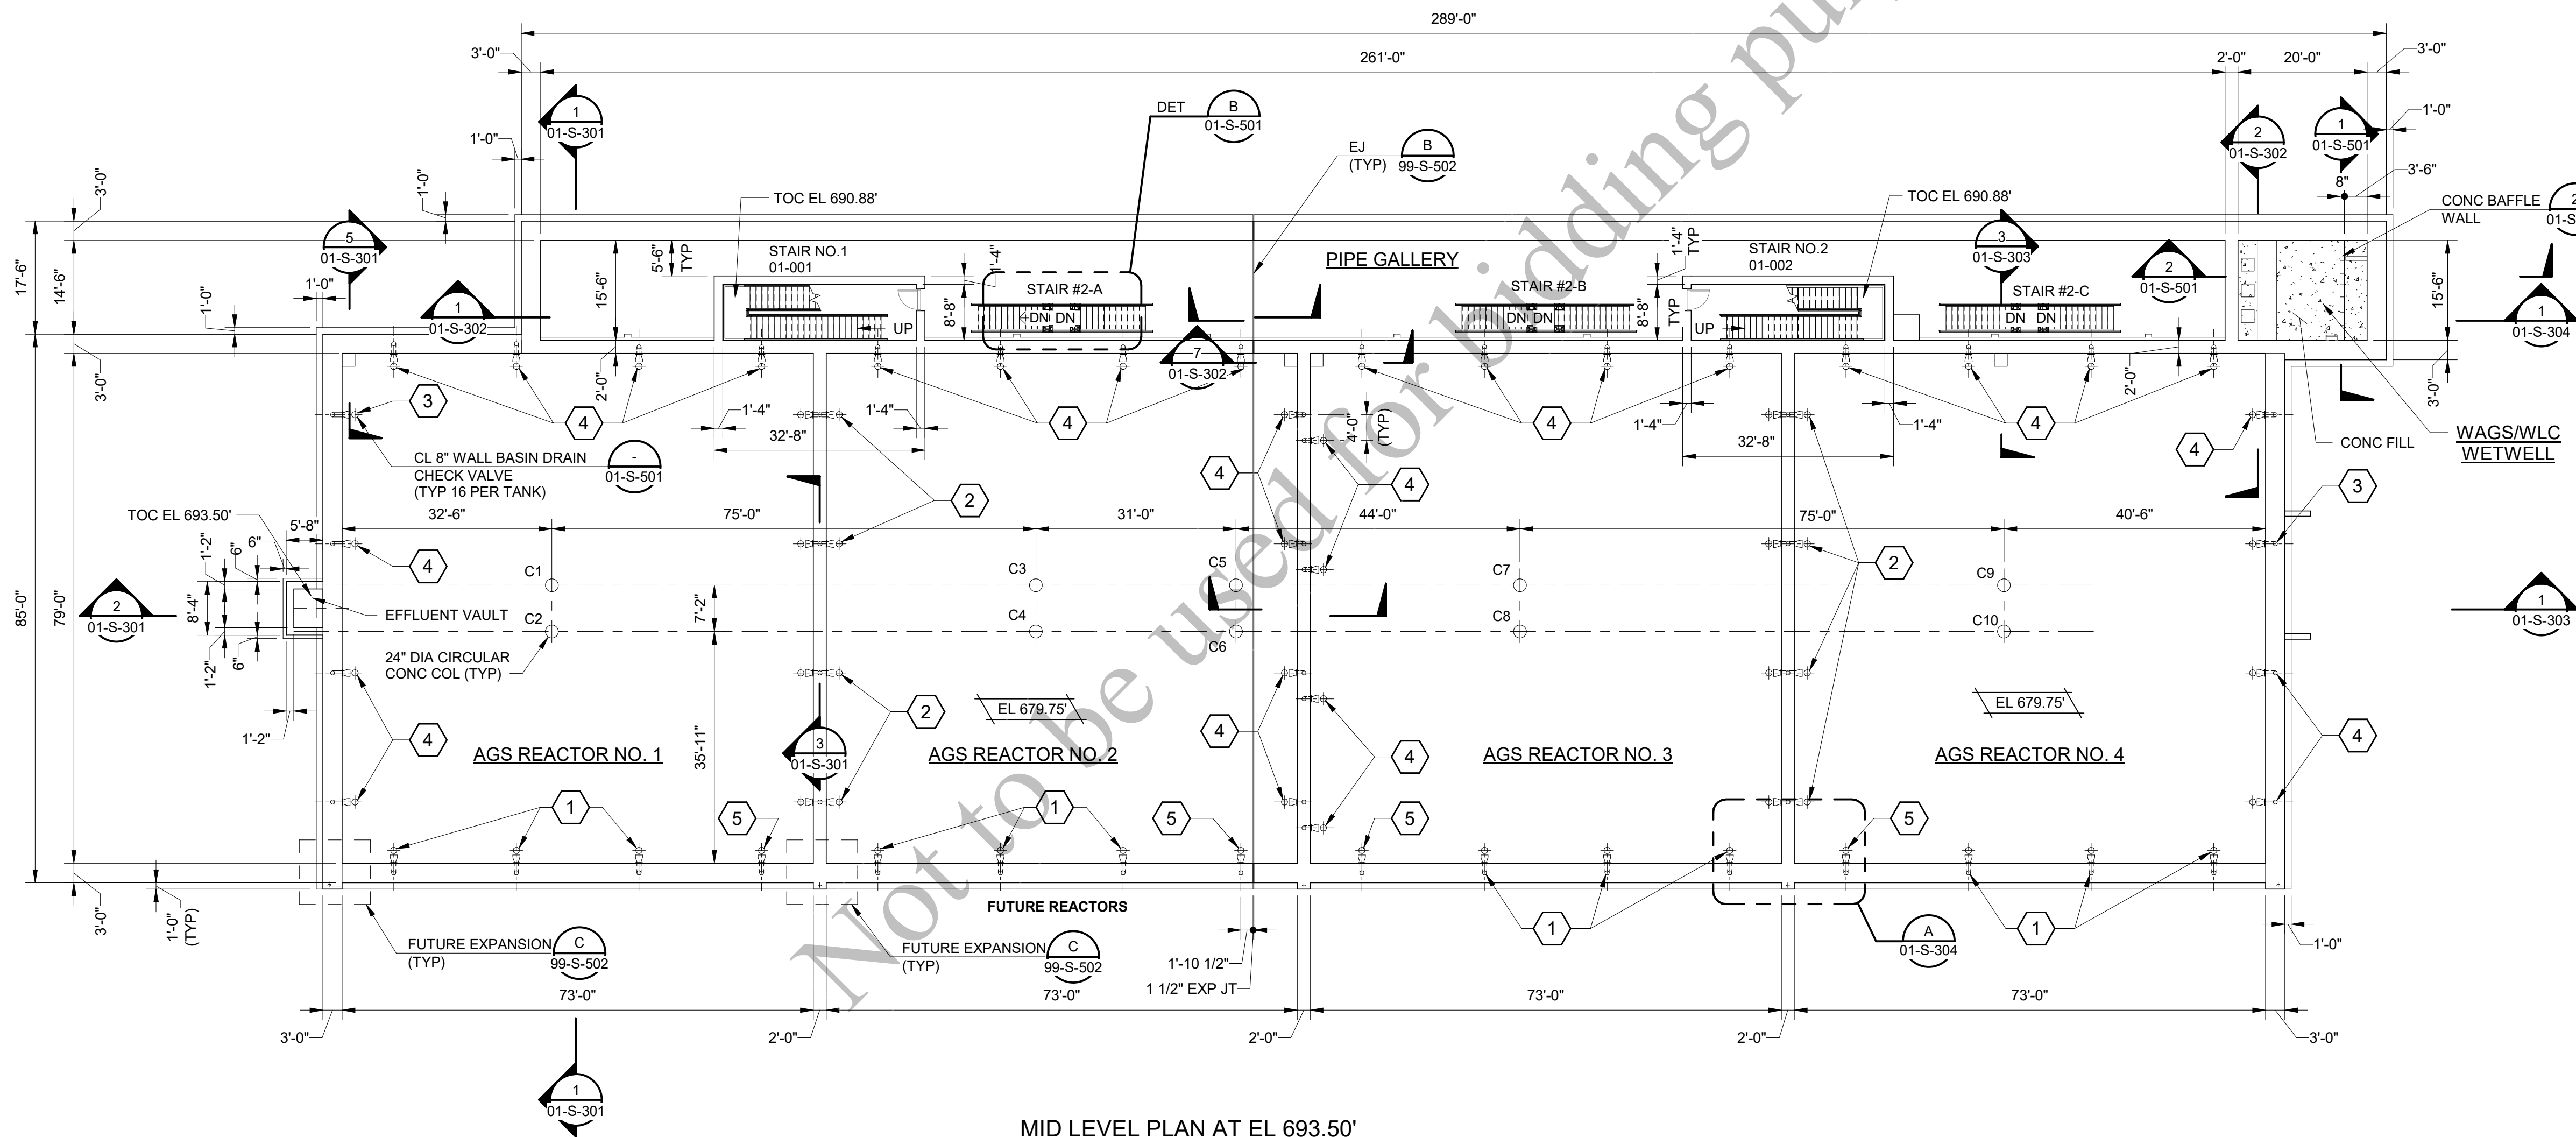 289'-0"
3'-0"
261'-0"
2'-0"
20'-0"
3'-0"
1
01-S-301
1'-0"
DET
B
01-S-501
EJ
(TYP)
B
99-S-502
2
01-S-302
1
01-S-501
1'-0"
8"
3'-6"
3'-0"
1'-0"
TOC EL 690.88'
TOC EL 690.88'
CONC BAFFLE
WALL
5
01-S-301
17'-6"
14'-6"
1'-0"
1'-0"
1
01-S-302
15'-6"
5'-6"
TYP
STAIR NO.1
01-001
1'-4"
8'-8"
STAIR #2-A
DN DN
UP
PIPE GALLERY
STAIR #2-B
DN DN
1'-4"
TYP
8'-8"
TYP
STAIR NO.2
01-002
UP
3
01-S-303
STAIR #2-C
DN DN
2
01-S-501
15'-6"
1
01-S-304
3'-0"
2'-0"
7
01-S-302
2'-0"
3'-0"
3
4
1'-4"
32'-8"
1'-4"
4
4
4'-0"
(TYP)
4
1'-4"
32'-8"
1'-4"
4
4
CONC FILL
WAGS/WLC
WETWELL
CL 8" WALL BASIN DRAIN
CHECK VALVE
(TYP 16 PER TANK)
-
01-S-501
2
4
4
3
TOC EL 693.50'
5'-8"
32'-6"
75'-0"
31'-0"
44'-0"
75'-0"
40'-6"
1'-2"
6"
6"
4
2
8'-4"
C1
C3
C5
C7
C9
EFFLUENT VAULT
7'-2"
C2
C4
C6
C8
C10
2
01-S-301
1
01-S-303
85'-0"
79'-0"
1'-2"
6"
24" DIA CIRCULAR
CONC COL (TYP)
1'-2"
4
2
4
4
4
EL 679.75'
EL 679.75'
35'-11"
3
01-S-301
AGS REACTOR NO. 1
AGS REACTOR NO. 2
AGS REACTOR NO. 3
AGS REACTOR NO. 4
1
5
1
5
5
5
3'-0"
1'-0"
(TYP)
FUTURE REACTORS
FUTURE EXPANSION
(TYP)
C
99-S-502
FUTURE EXPANSION
(TYP)
C
99-S-502
1'-10 1/2"
1 1/2" EXP JT
1
1
A
01-S-304
1'-0"
73'-0"
73'-0"
73'-0"
73'-0"
3'-0"
2'-0"
2'-0"
2'-0"
3'-0"
1
01-S-301
MID LEVEL PLAN AT EL 693.50'
Not to be used for bidding